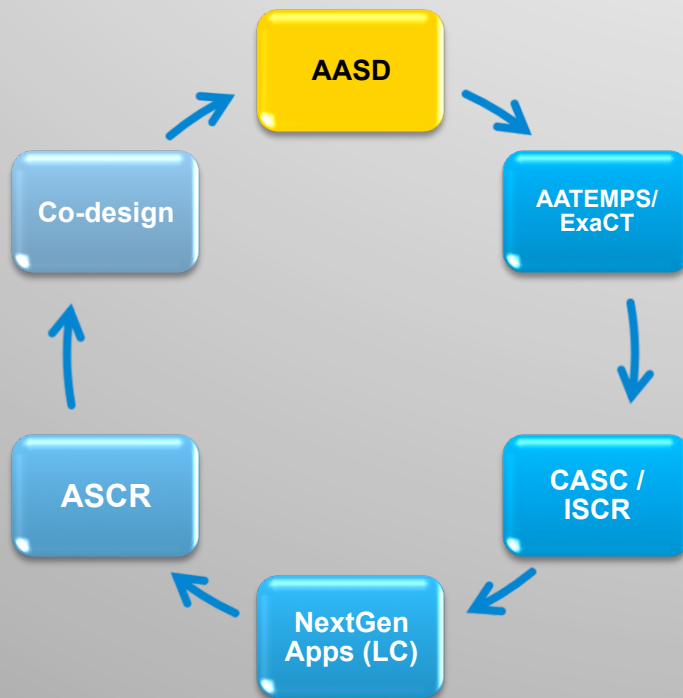 AASD
AATEMPS/
ExaCT
CASC /
ISCR
NextGen
Apps (LC)
ASCR
Co-design